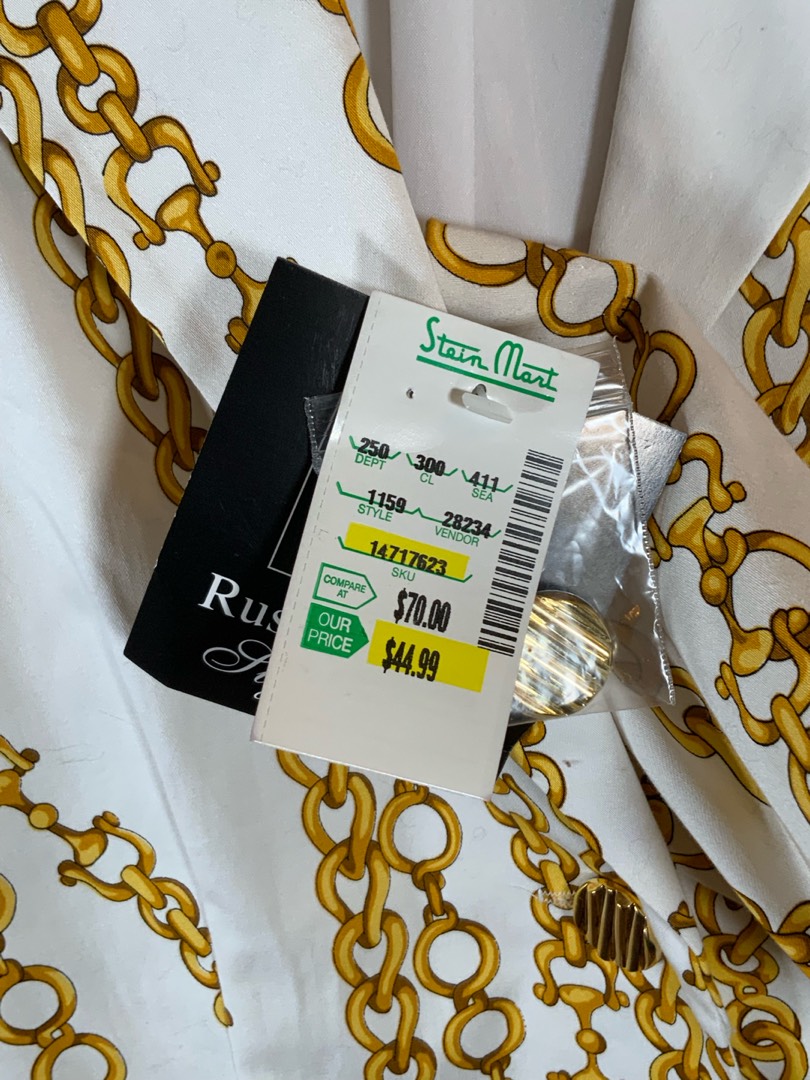 Stein Mart
250 300 411
DEPT CL SEA
1159 28234
STYLE VENDOR
14717623
SKU
COMPARE
AT
$70.00
OUR
PRICE
$44.99